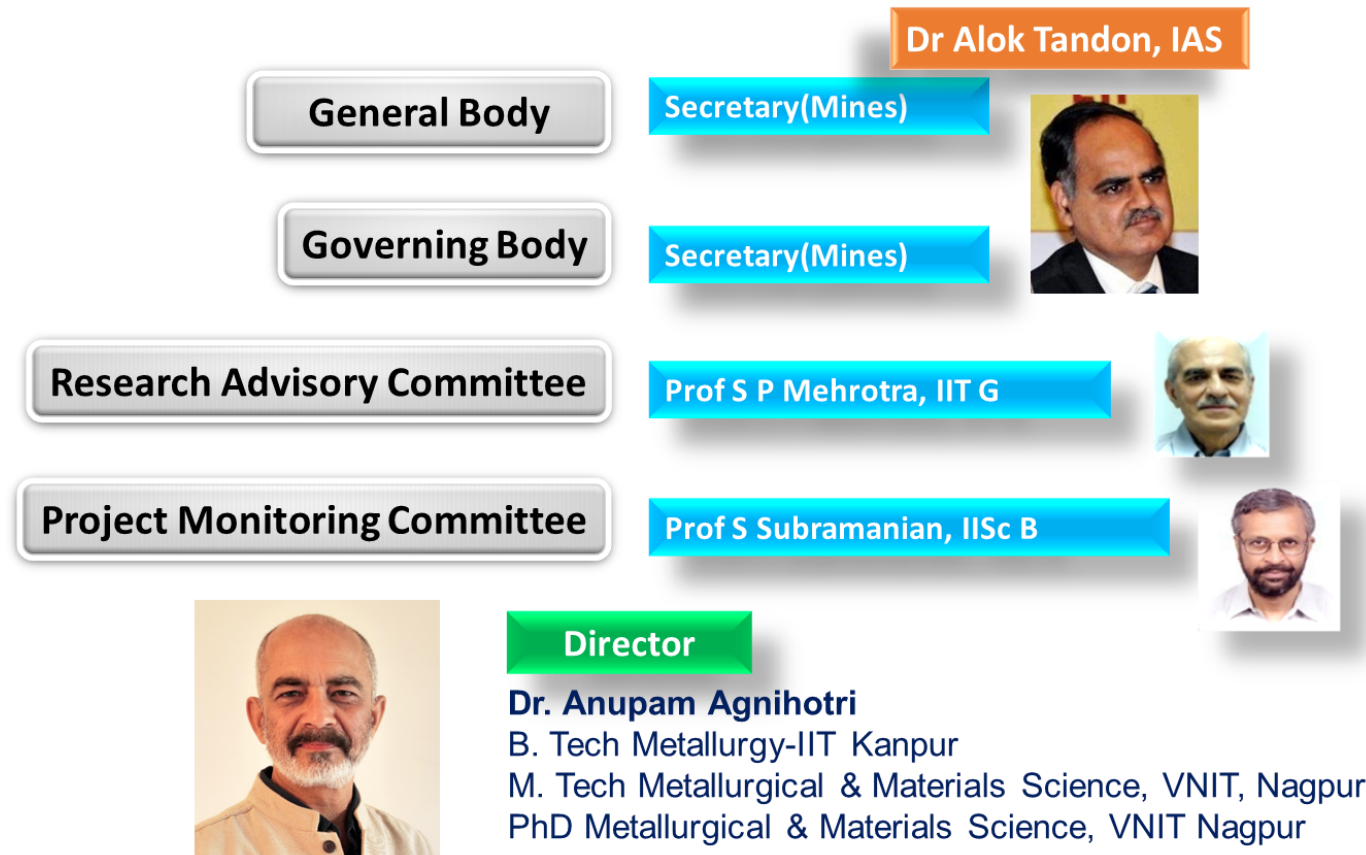 Dr Alok Tandon, IAS
General Body
Secretary(Mines)
Governing Body
Secretary(Mines)
Research Advisory Committee
Prof S P Mehrotra, IIT G
Project Monitoring Committee
Prof S Subramanian, IISc B
Director
Dr. Anupam Agnihotri
B. Tech Metallurgy-IIT Kanpur
M. Tech Metallurgical & Materials Science, VNIT, Nagpur
PhD Metallurgical & Materials Science, VNIT Nagpur